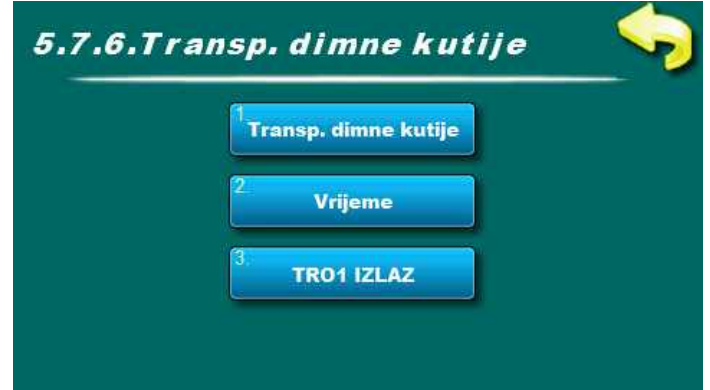 5.7.6.Transp. dimne kutije
1.
Transp. dimne kutije
2.
Vrijeme
3.
TRO1 IZLAZ